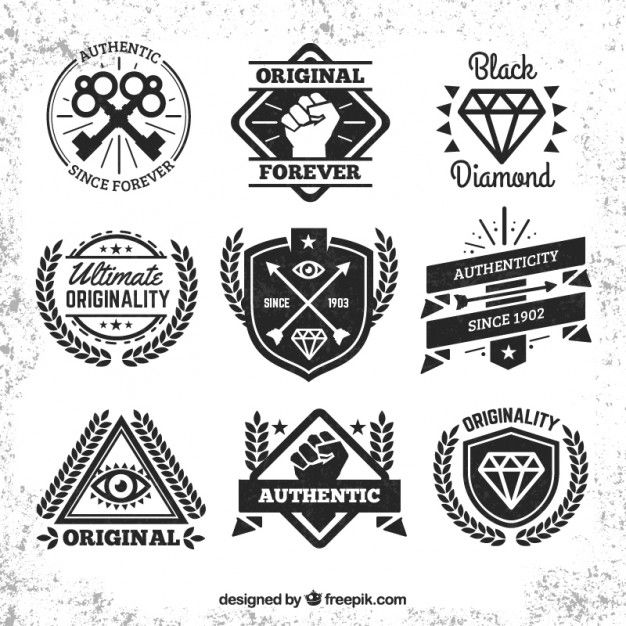 AUTHENTIC
SINCE FOREVER
ORIGINAL
FOREVER
Black
Diamond
Ultimate
ORIGINALITY
SINCE 1903
AUTHENTICITY
SINCE 1902
ORIGINAL
AUTHENTIC
ORIGINALITY
designed by freepik.com